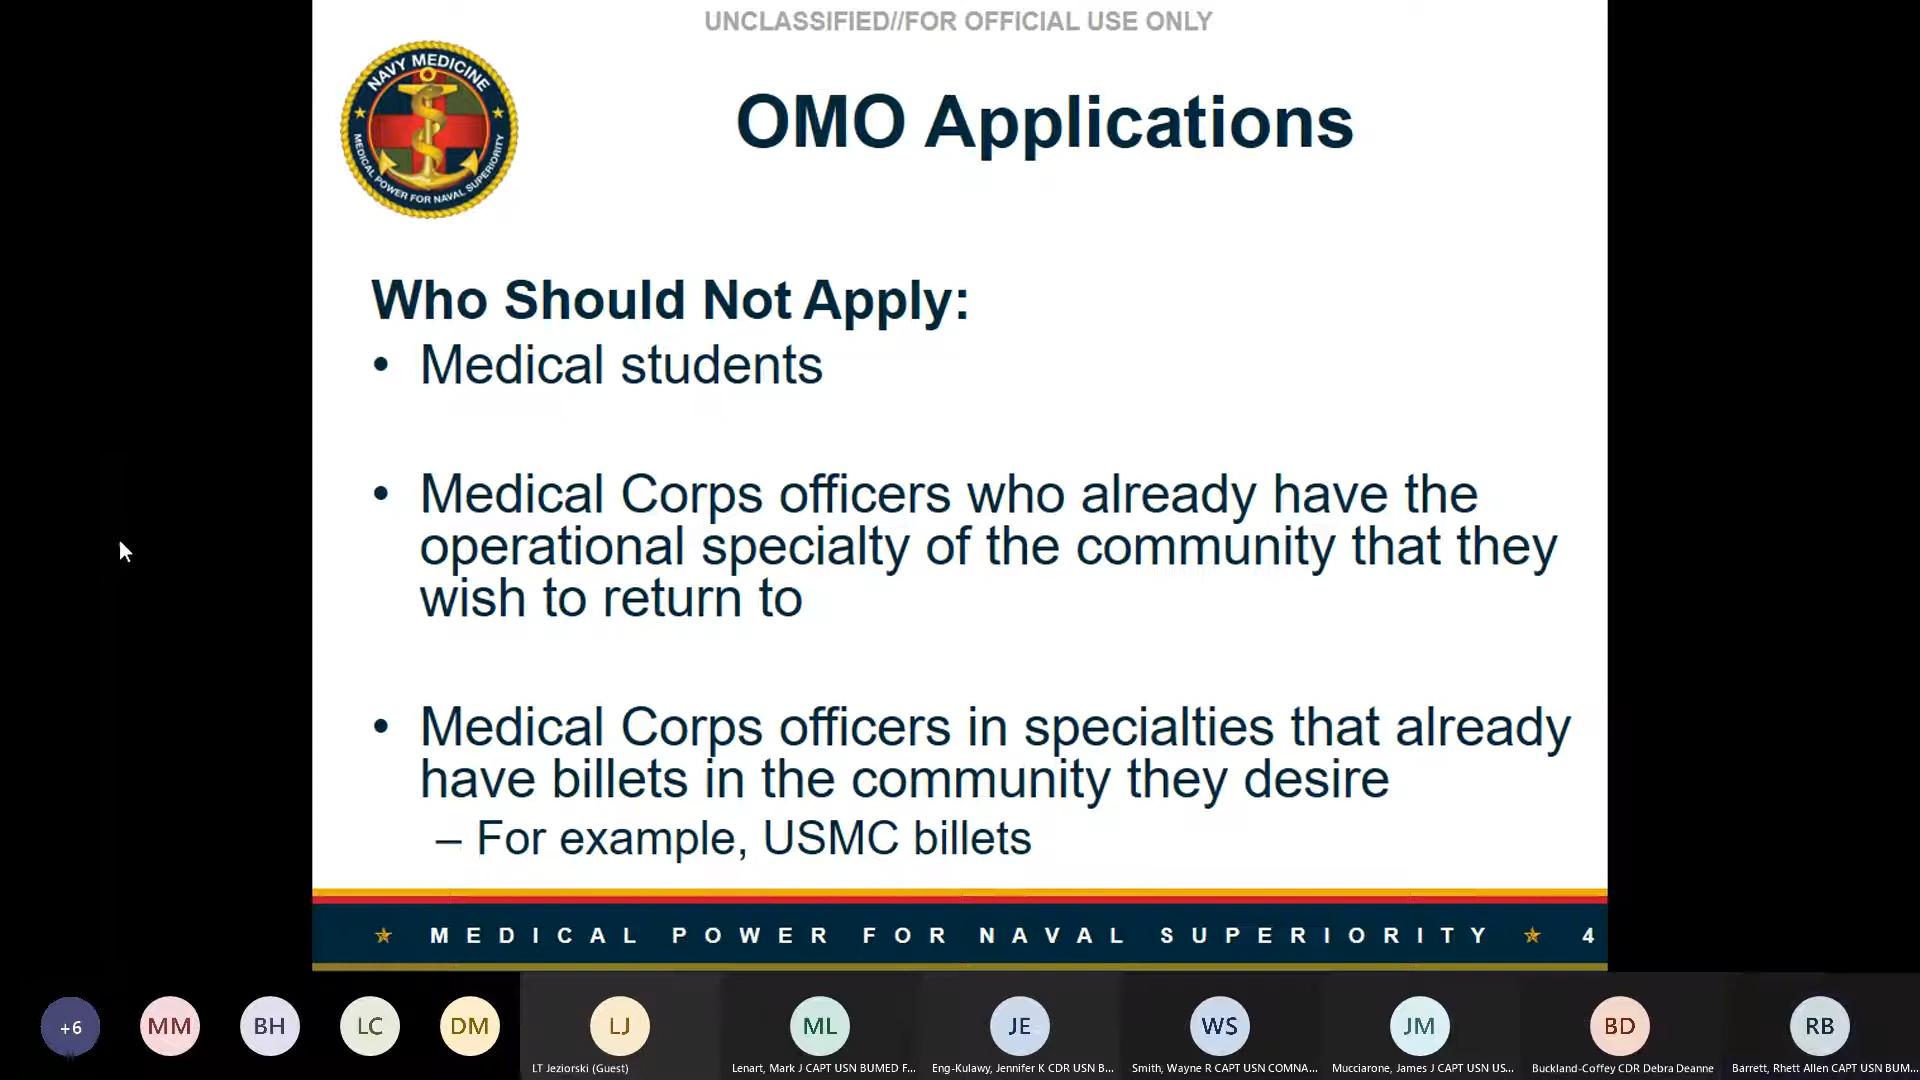 UNCLASSIFIED//FOR OFFICIAL USE ONLY
NAVY MEDICINE
MEDICAL POWER FOR NAVAL SUPERIORITY
OMO Applications
Who Should Not Apply:
• Medical students
• Medical Corps officers who already have the
operational specialty of the community that they
wish to return to
• Medical Corps officers in specialties that already
have billets in the community they desire
– For example, USMC billets
MEDICAL POWER FOR NAVAL SUPERIORITY 4
+6 MM BH LC DM LJ ML JE WS JM BD RB
LT Jeziorski (Guest) Lenart, Mark J CAPT USN BUMED F... Eng-Kulawy, Jennifer K CDR USN B... Smith, Wayne R CAPT USN COMNA... Mucciarone, James J CAPT USN US... Buckland-Coffey CDR Debra Deanne Barrett, Rhett Allen CAPT USN BUM...